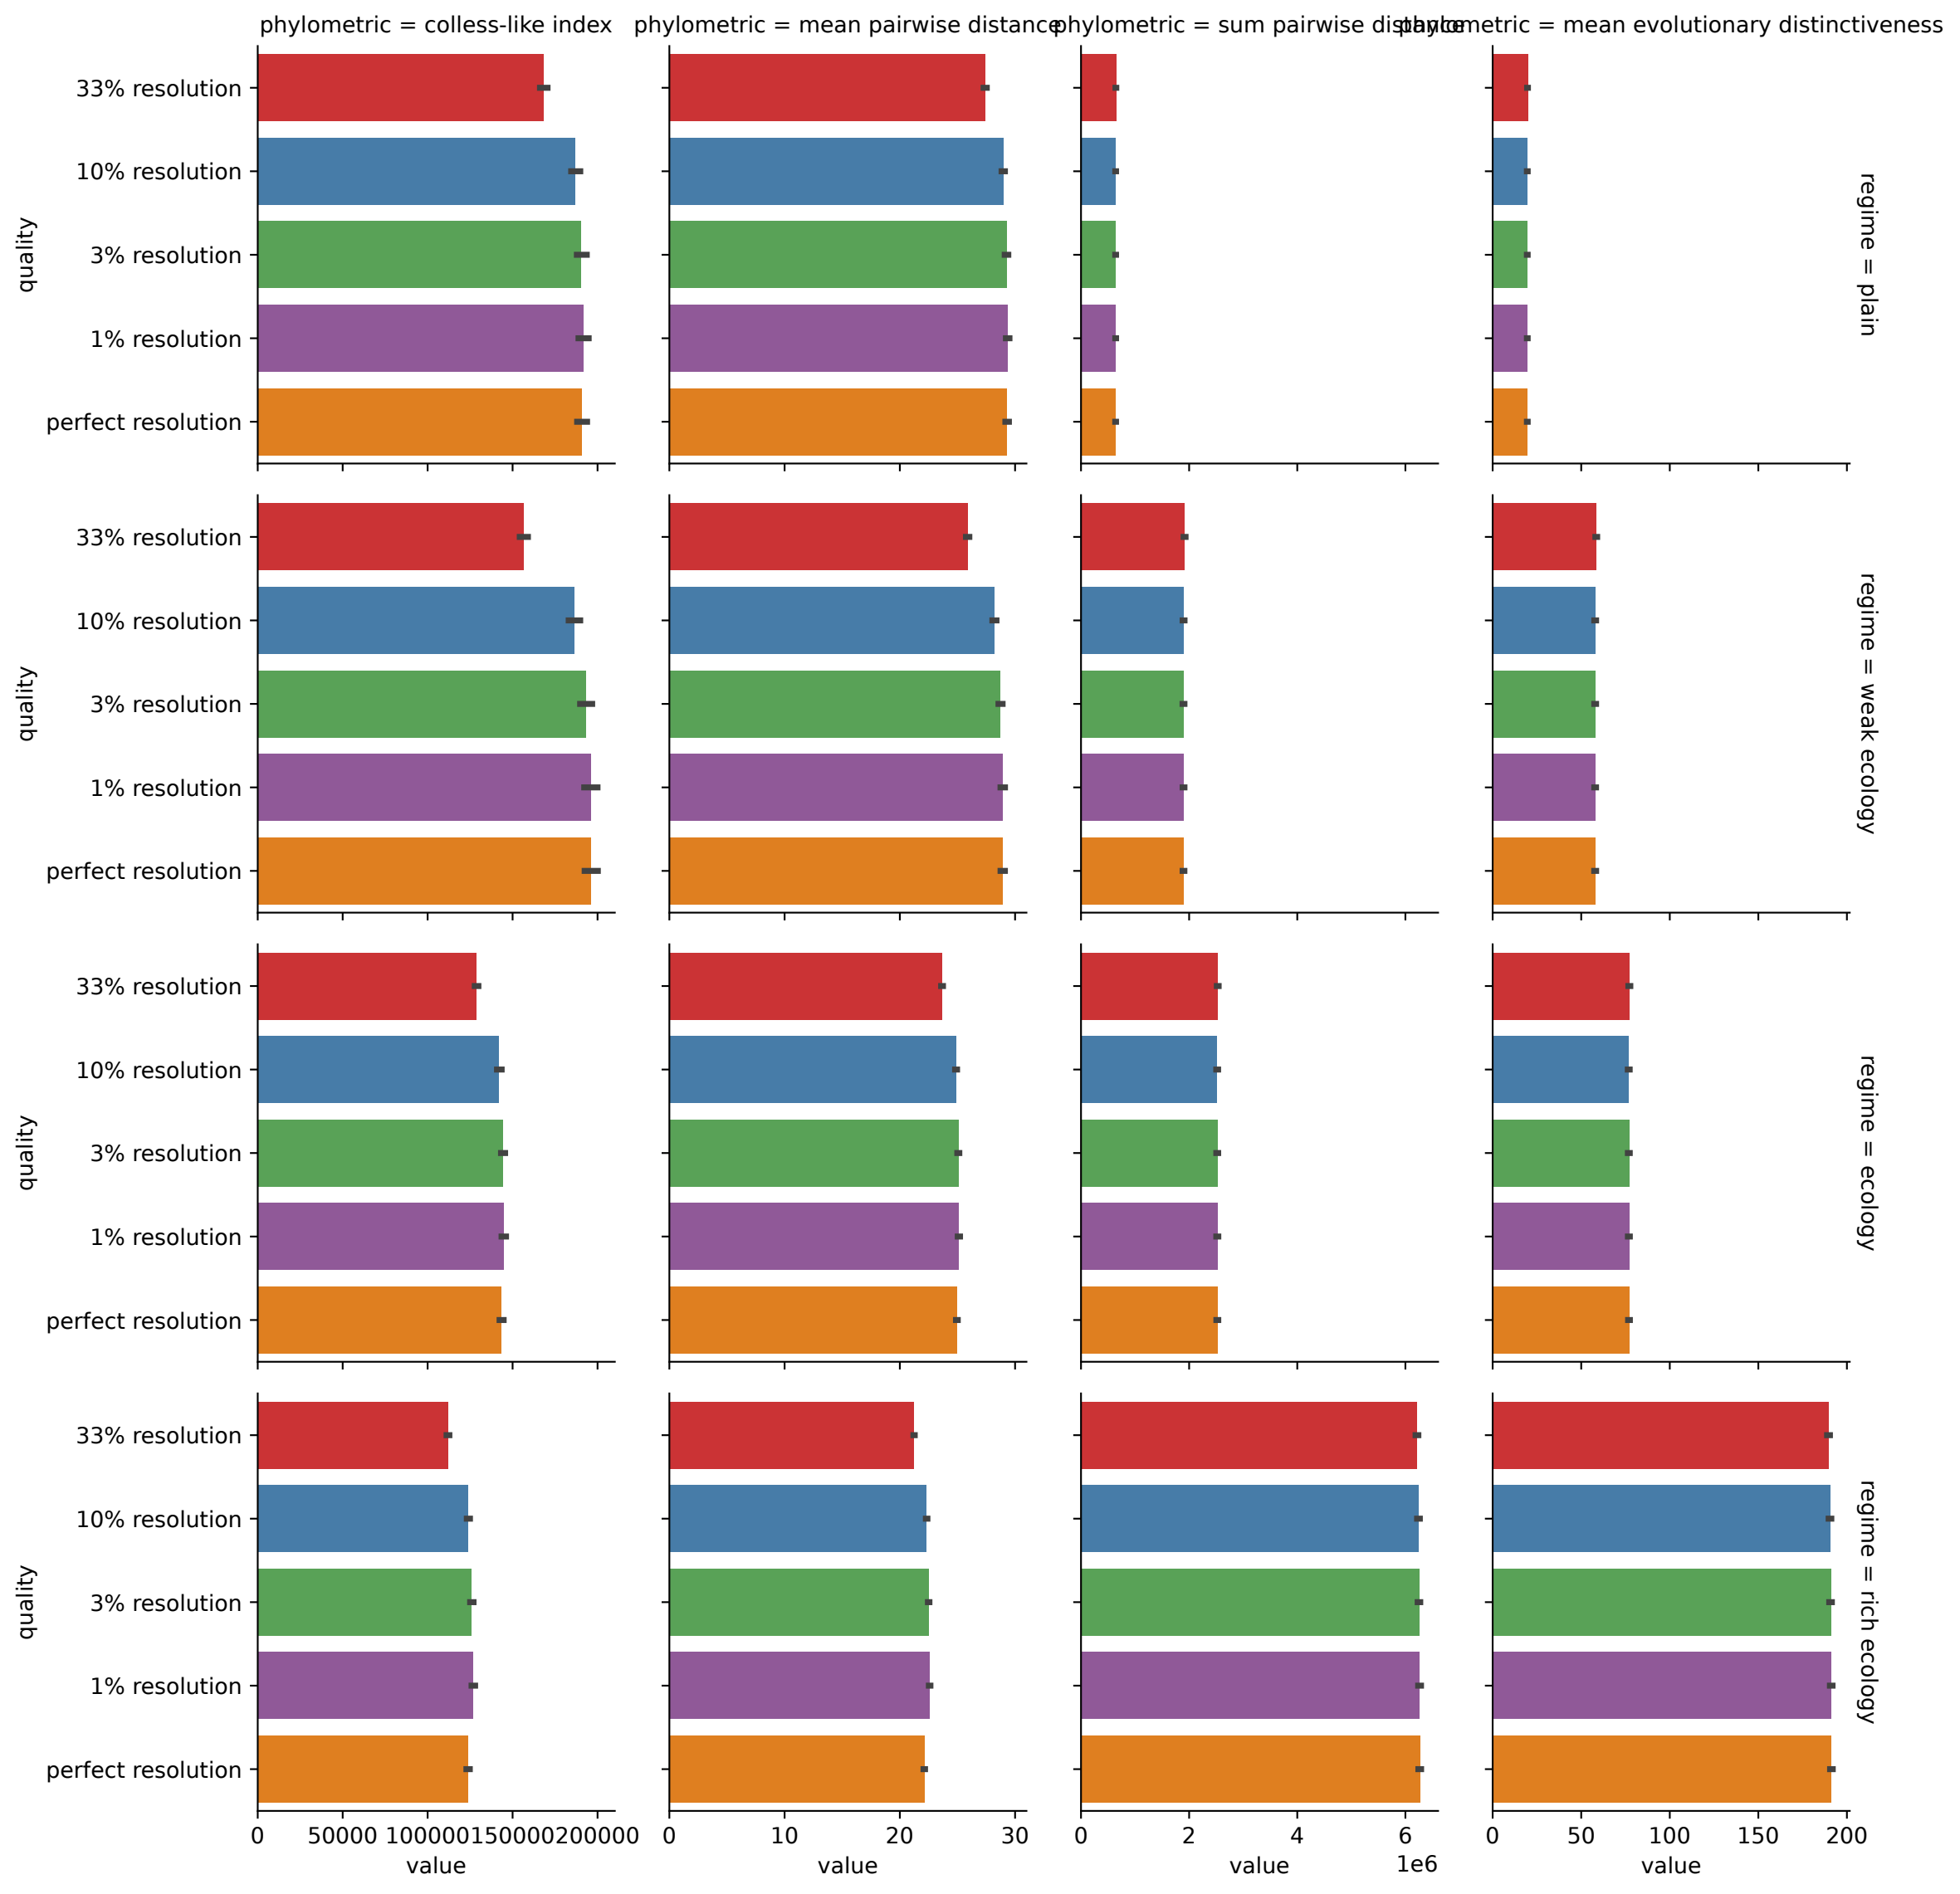 phylometric = colless-like index
phylometric = mean pairwise distance
phylometric = sum pairwise distance
phylometric = mean evolutionary distinctiveness
quality
33% resolution
10% resolution
3% resolution
1% resolution
perfect resolution
regime = plain
quality
33% resolution
10% resolution
3% resolution
1% resolution
perfect resolution
regime = weak ecology
quality
33% resolution
10% resolution
3% resolution
1% resolution
perfect resolution
regime = ecology
quality
33% resolution
10% resolution
3% resolution
1% resolution
perfect resolution
regime = rich ecology
0 50000 100000 150000 200000
value
0 10 20 30
value
0 2 4 6
1e6
value
0 50 100 150 200
value